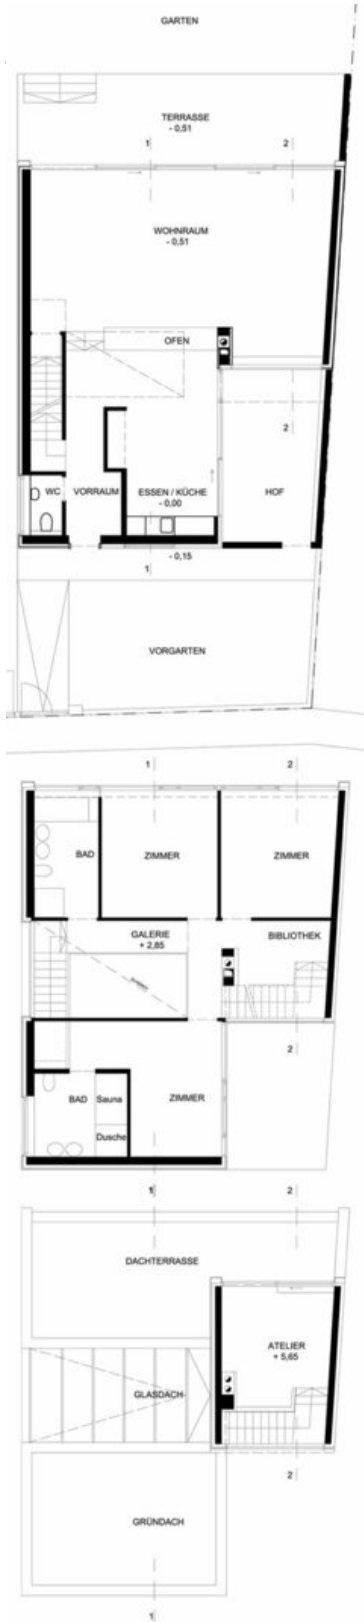 GARTEN
TERRASSE
- 0,51
1
2
WOHNRAUM
- 0,51
OFEN
2
WC
VORRAUM
ESSEN / KÜCHE
- 0,00
HOF
- 0,15
1
VORGARTEN
1
2
BAD
ZIMMER
ZIMMER
GALERIE
+ 2,85
BIBLIOTHEK
2
BAD
Sauna
ZIMMER
Dusche
1
2
DACHTERRASSE
ATELIER
+ 5,65
GLASDACH
2
GRÜNDACH
1